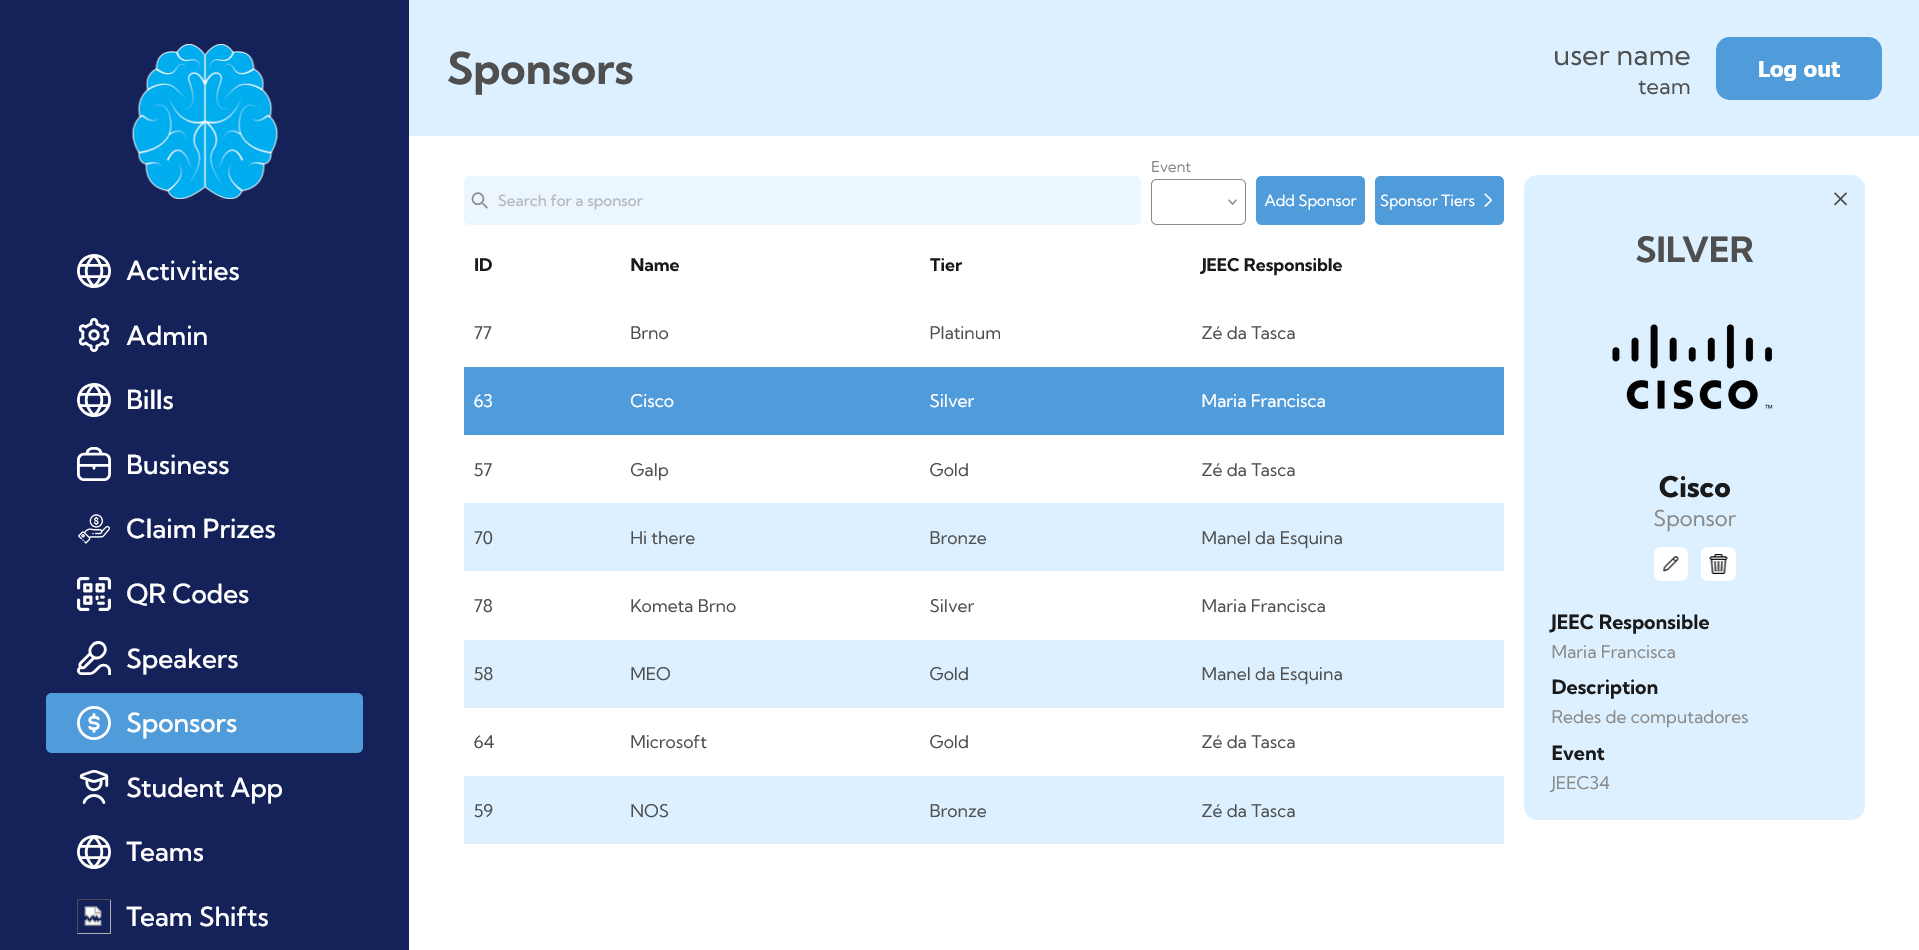 Sponsors
user name
team
Log out
Activities
Admin
Bills
Business
Claim Prizes
QR Codes
Speakers
Sponsors
Student App
Teams
Team Shifts
Search for a sponsor
Event
Add Sponsor
Sponsor Tiers
ID Name Tier JEEC Responsible
77 Brno Platinum Zé da Tasca
63 Cisco Silver Maria Francisca
57 Galp Gold Zé da Tasca
70 Hi there Bronze Manel da Esquina
78 Kometa Brno Silver Maria Francisca
58 MEO Gold Manel da Esquina
64 Microsoft Gold Zé da Tasca
59 NOS Bronze Zé da Tasca
SILVER
CISCO™
Cisco
Sponsor
JEEC Responsible
Maria Francisca
Description
Redes de computadores
Event
JEEC34